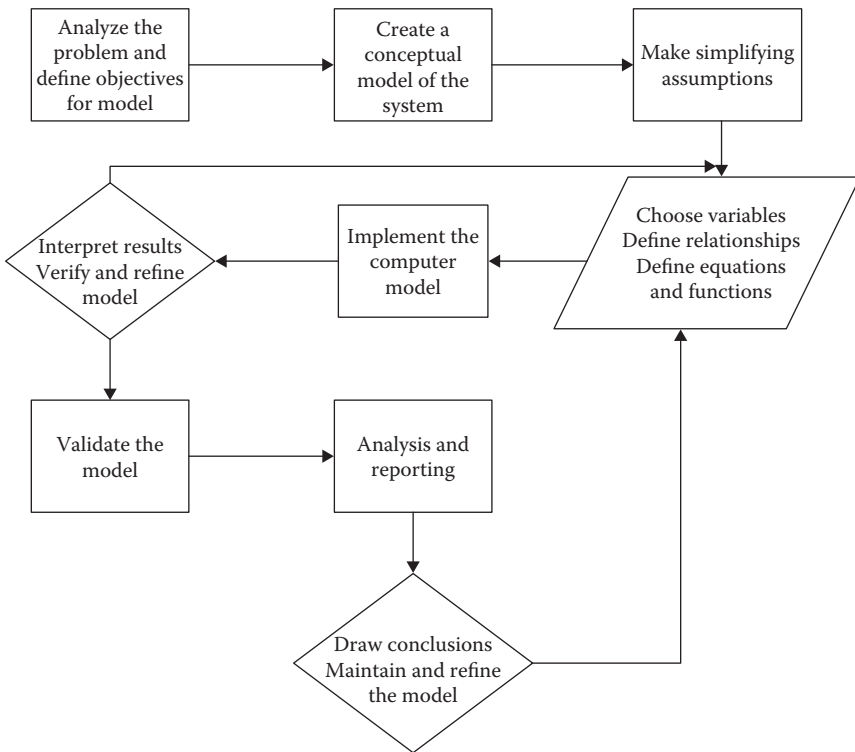 Analyze the
problem and
define objectives
for model
Create a
conceptual
model of the
system
Make simplifying
assumptions
Choose variables
Define relationships
Define equations
and functions
Implement the
computer
model
Interpret results
Verify and refine
model
Validate the
model
Analysis and
reporting
Draw conclusions
Maintain and refine
the model